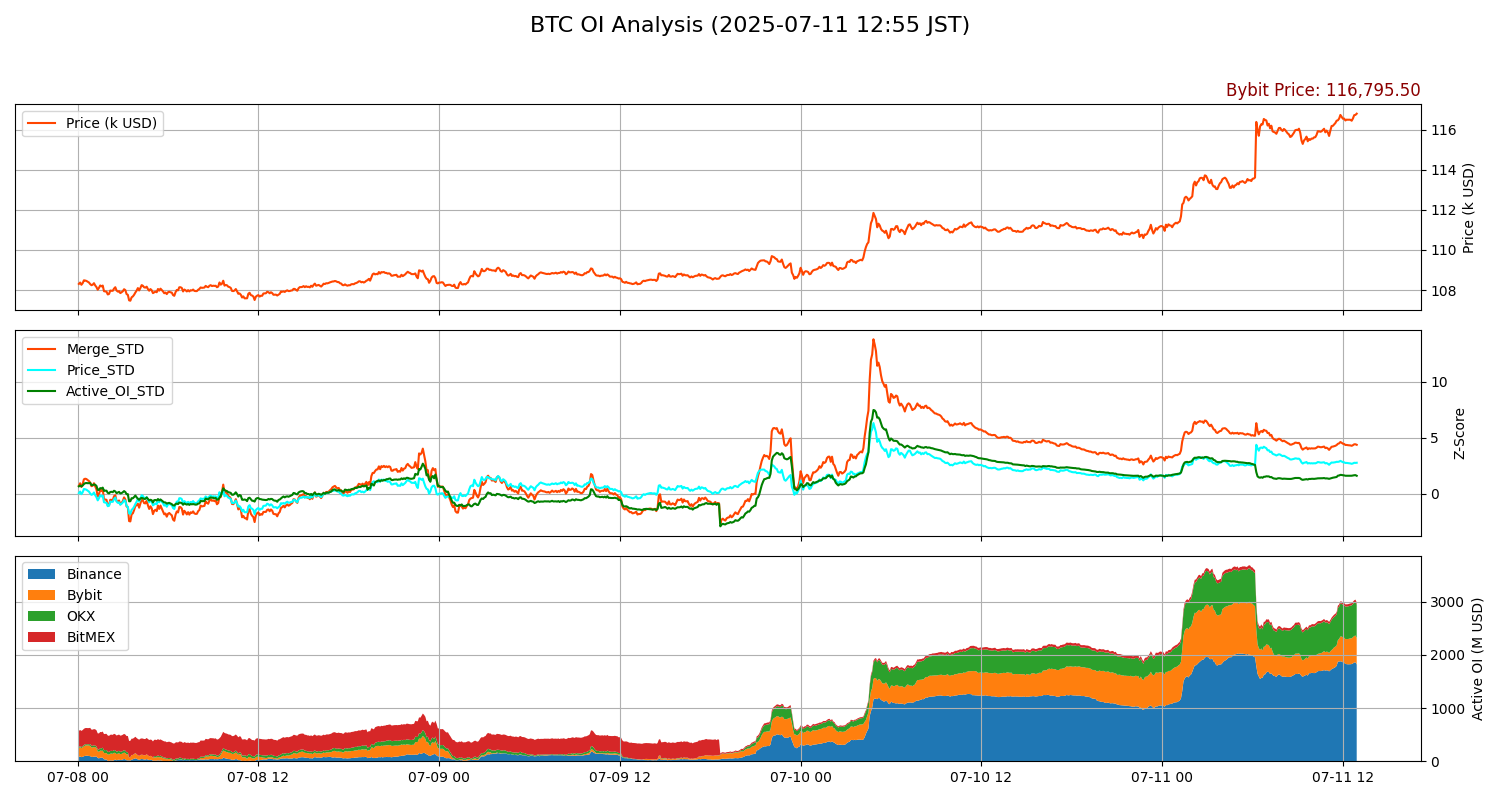 BTC OI Analysis (2025-07-11 12:55 JST)
Bybit Price: 116,795.50
Price (k USD)
116
114
112
110
108
Price (k USD)
Merge_STD
Price_STD
Active_OI_STD
10
5
0
Z-Score
Binance
Bybit
OKX
BitMEX
3000
2000
1000
0
Active OI (M USD)
07-08 00
07-08 12
07-09 00
07-09 12
07-10 00
07-10 12
07-11 00
07-11 12